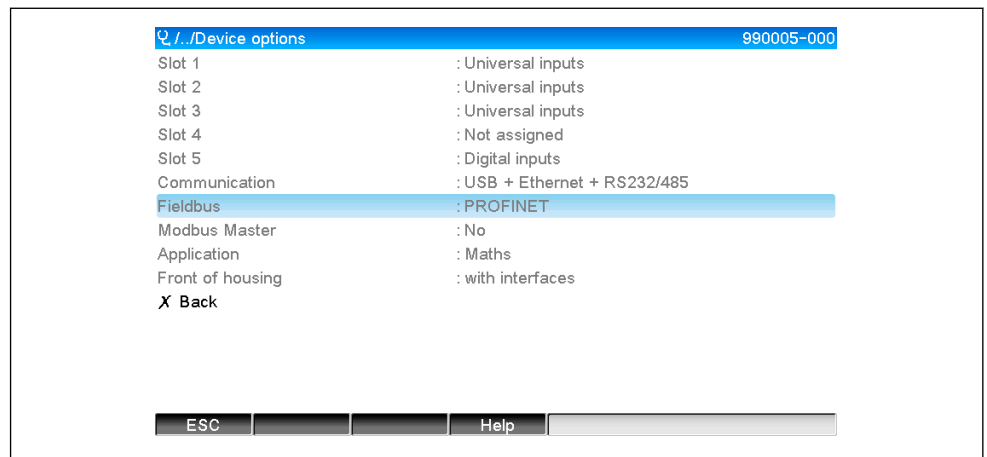 /../Device options 990005-000
Slot 1 : Universal inputs
Slot 2 : Universal inputs
Slot 3 : Universal inputs
Slot 4 : Not assigned
Slot 5 : Digital inputs
Communication : USB + Ethernet + RS232/485
Fieldbus : PROFINET
Modbus Master : No
Application : Maths
Front of housing : with interfaces
X Back
ESC Help